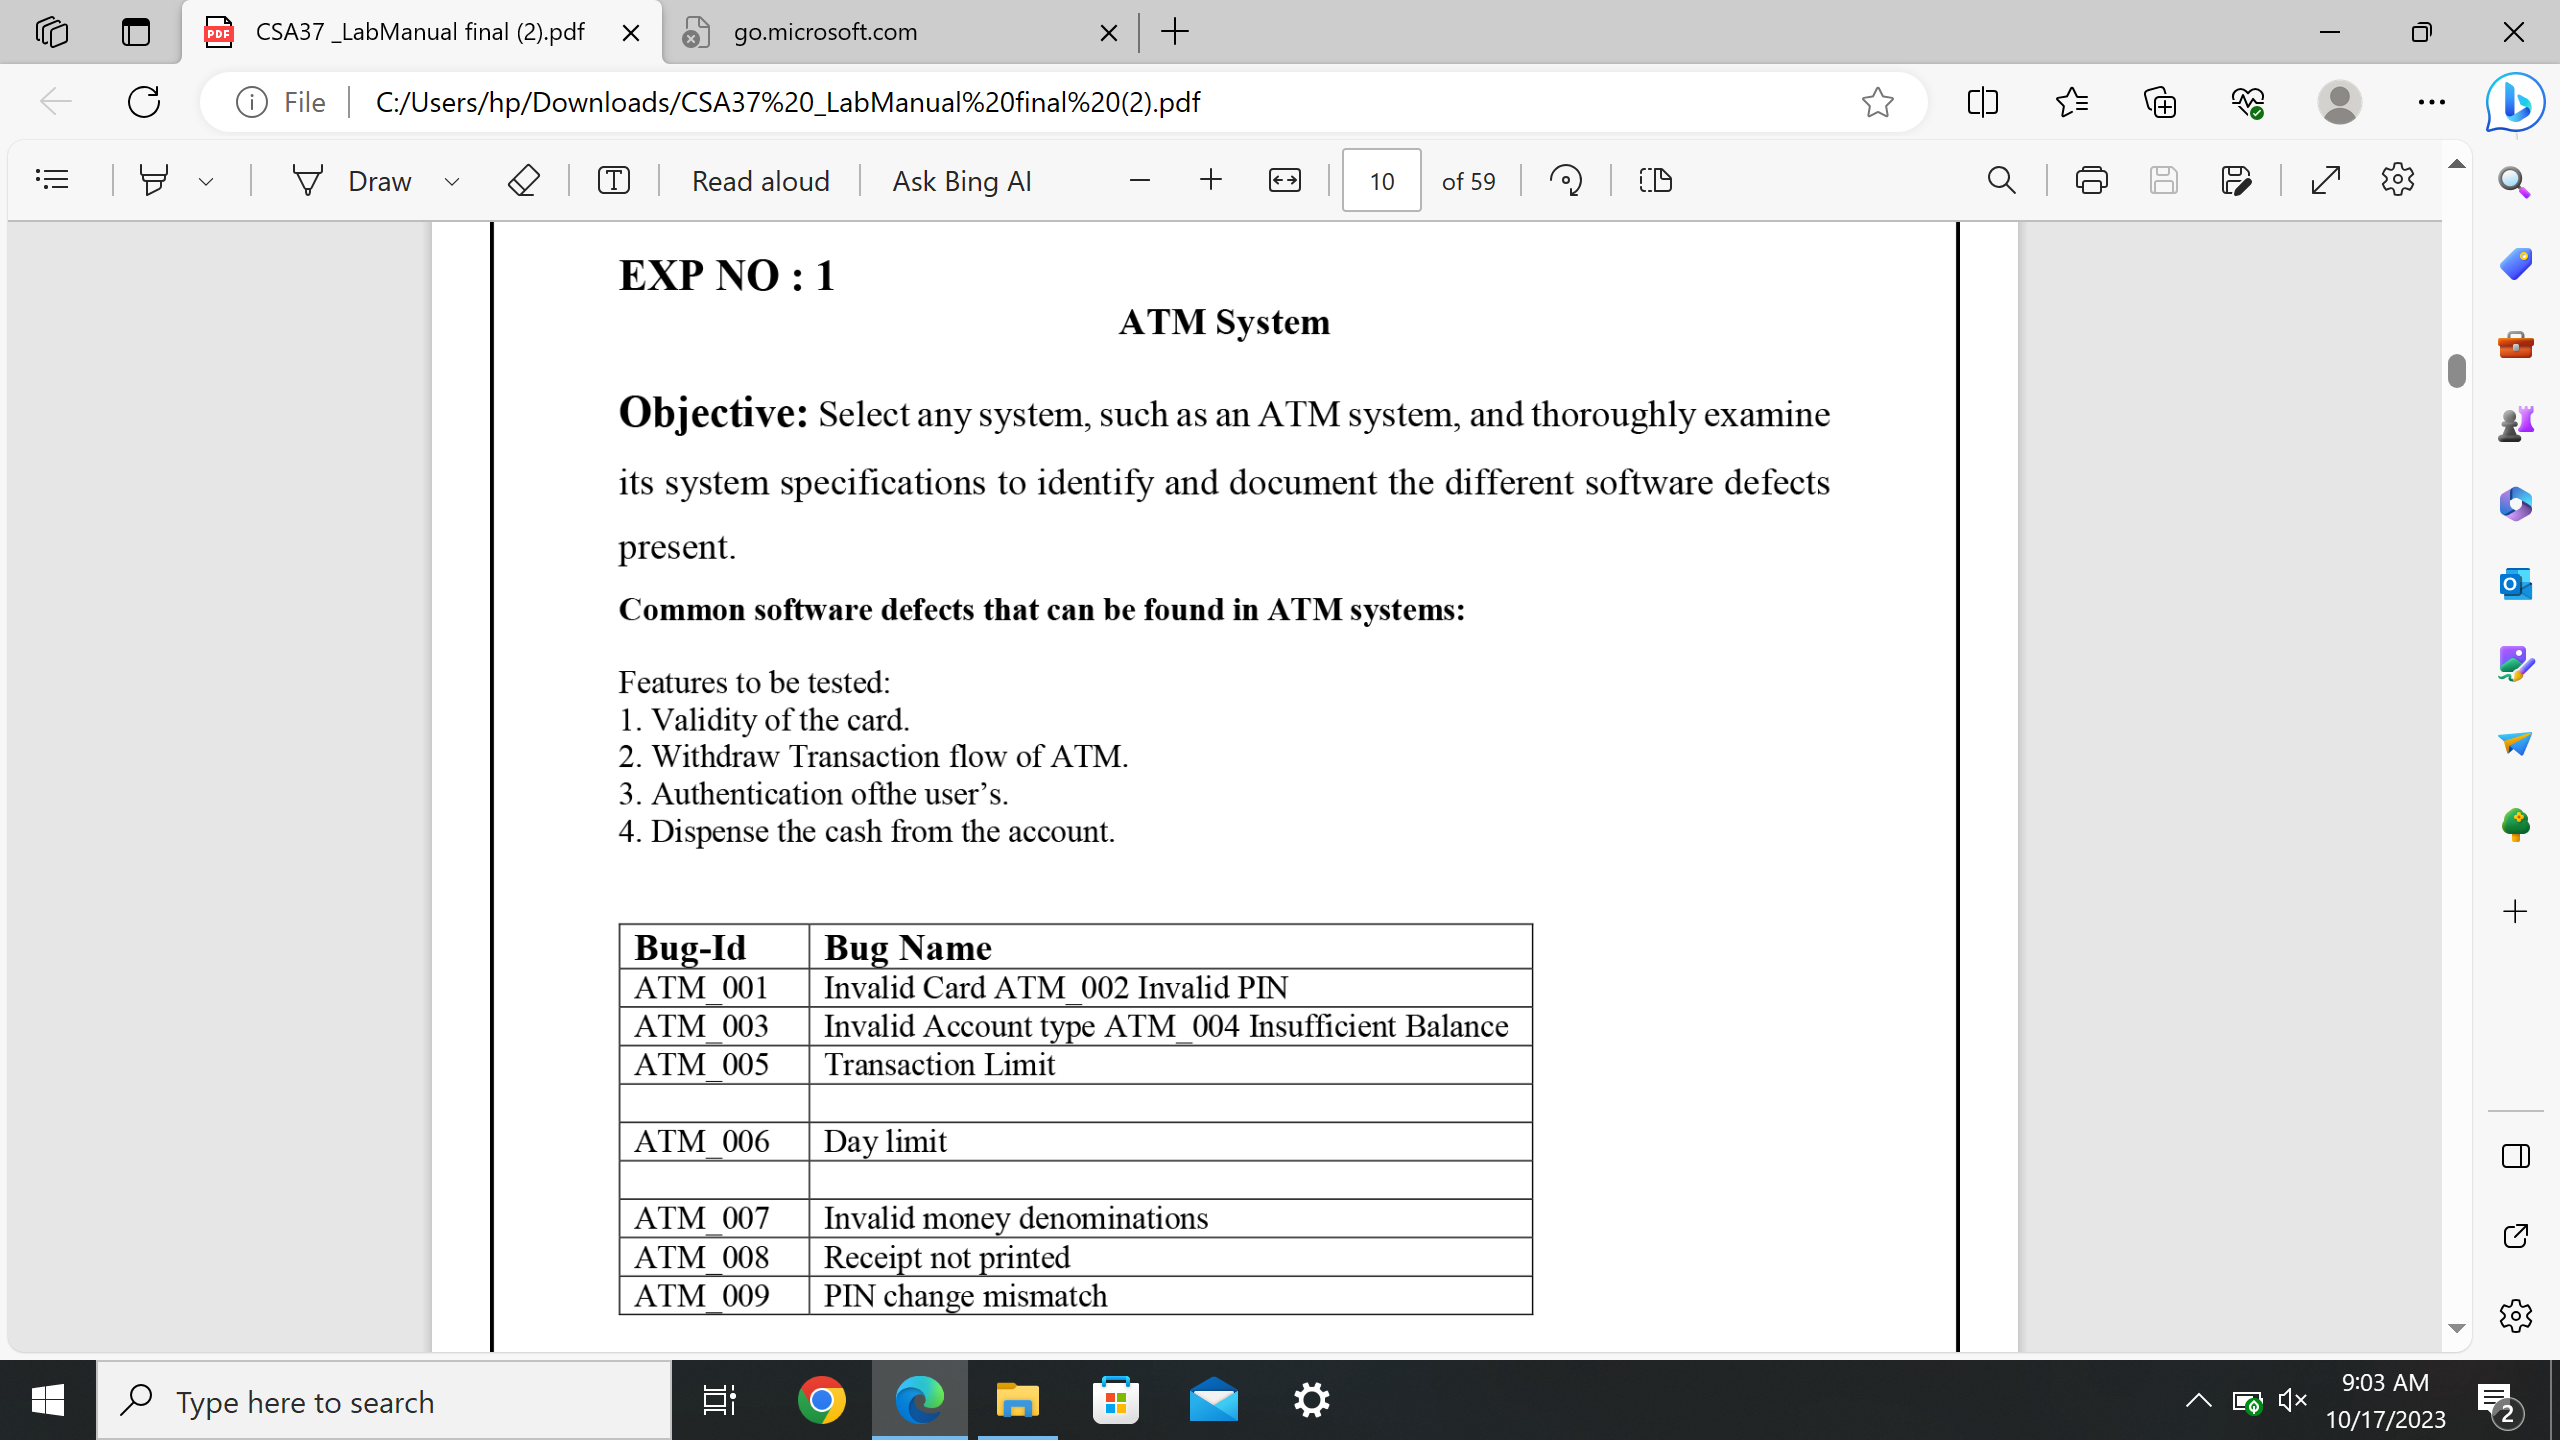 CSA37 _LabManual final (2).pdf
go.microsoft.com
File
C:/Users/hp/Downloads/CSA37%20_LabManual%20final%20(2).pdf
Draw
Read aloud
Ask Bing AI
10
of 59
EXP NO : 1
ATM System
Objective: Select any system, such as an ATM system, and thoroughly examine
its system specifications to identify and document the different software defects
present.
Common software defects that can be found in ATM systems:
Features to be tested:
1. Validity of the card.
2. Withdraw Transaction flow of ATM.
3. Authentication ofthe user’s.
4. Dispense the cash from the account.
Bug-Id Bug Name
ATM_001 Invalid Card ATM_002 Invalid PIN
ATM_003 Invalid Account type ATM_004 Insufficient Balance
ATM_005 Transaction Limit
ATM_006 Day limit
ATM_007 Invalid money denominations
ATM_008 Receipt not printed
ATM_009 PIN change mismatch
Type here to search
9:03 AM
10/17/2023
2